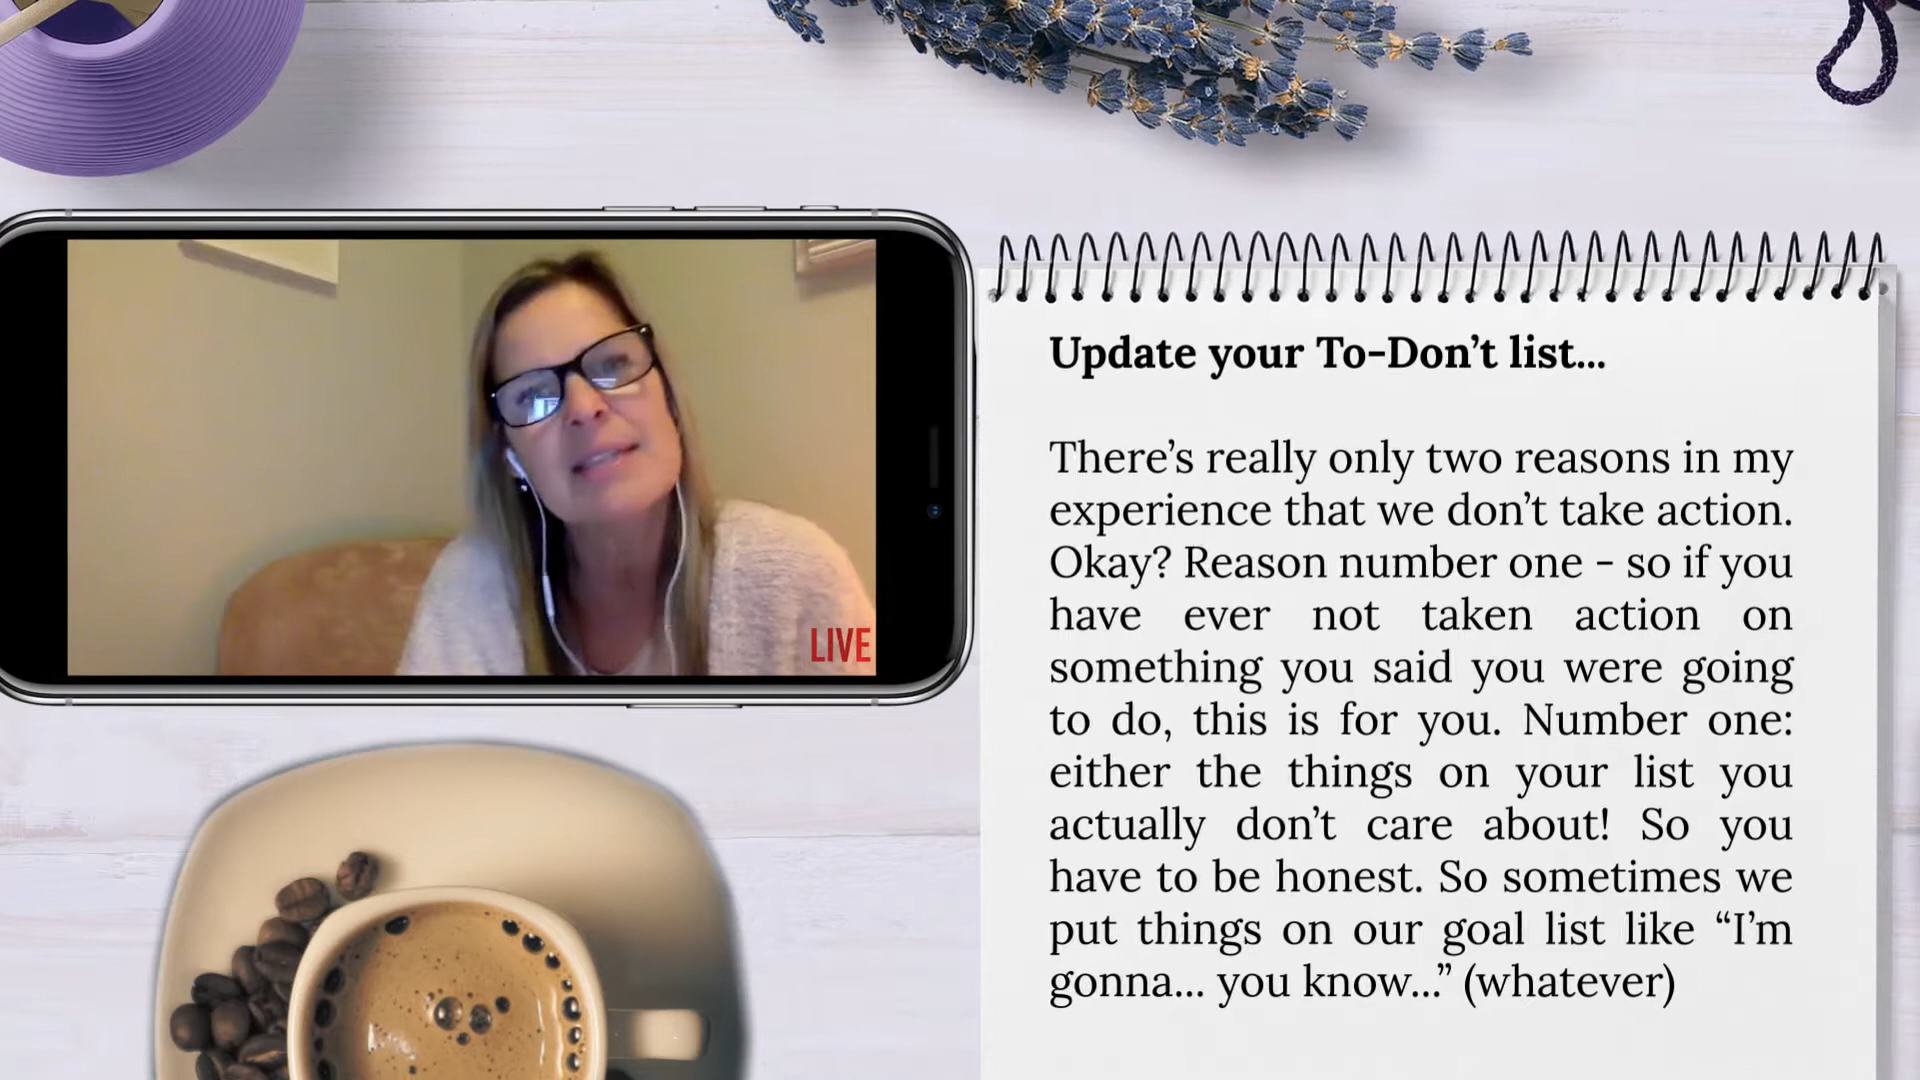 LIVE
Update your To-Don’t list...
There’s really only two reasons in my
experience that we don’t take action.
Okay? Reason number one - so if you
have ever not taken action on
something you said you were going
to do, this is for you. Number one:
either the things on your list you
actually don’t care about! So you
have to be honest. So sometimes we
put things on our goal list like “I’m
gonna... you know...” (whatever)